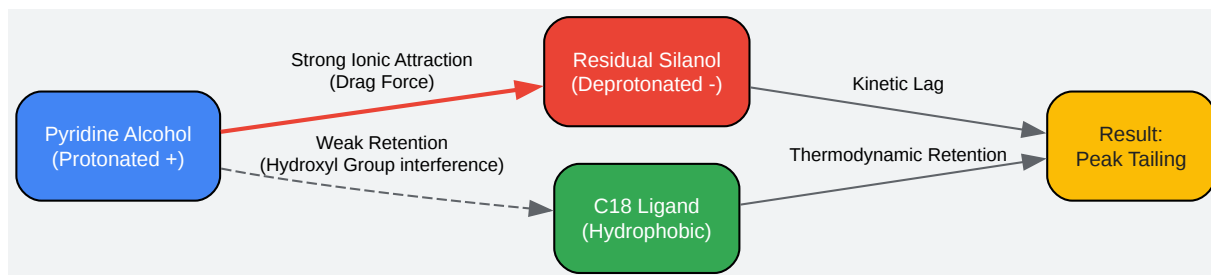 Pyridine Alcohol
(Protonated +)
Strong Ionic Attraction
(Drag Force)
Weak Retention
(Hydroxyl Group interference)
Residual Silanol
(Deprotonated -)
C18 Ligand
(Hydrophobic)
Kinetic Lag
Thermodynamic Retention
Result:
Peak Tailing